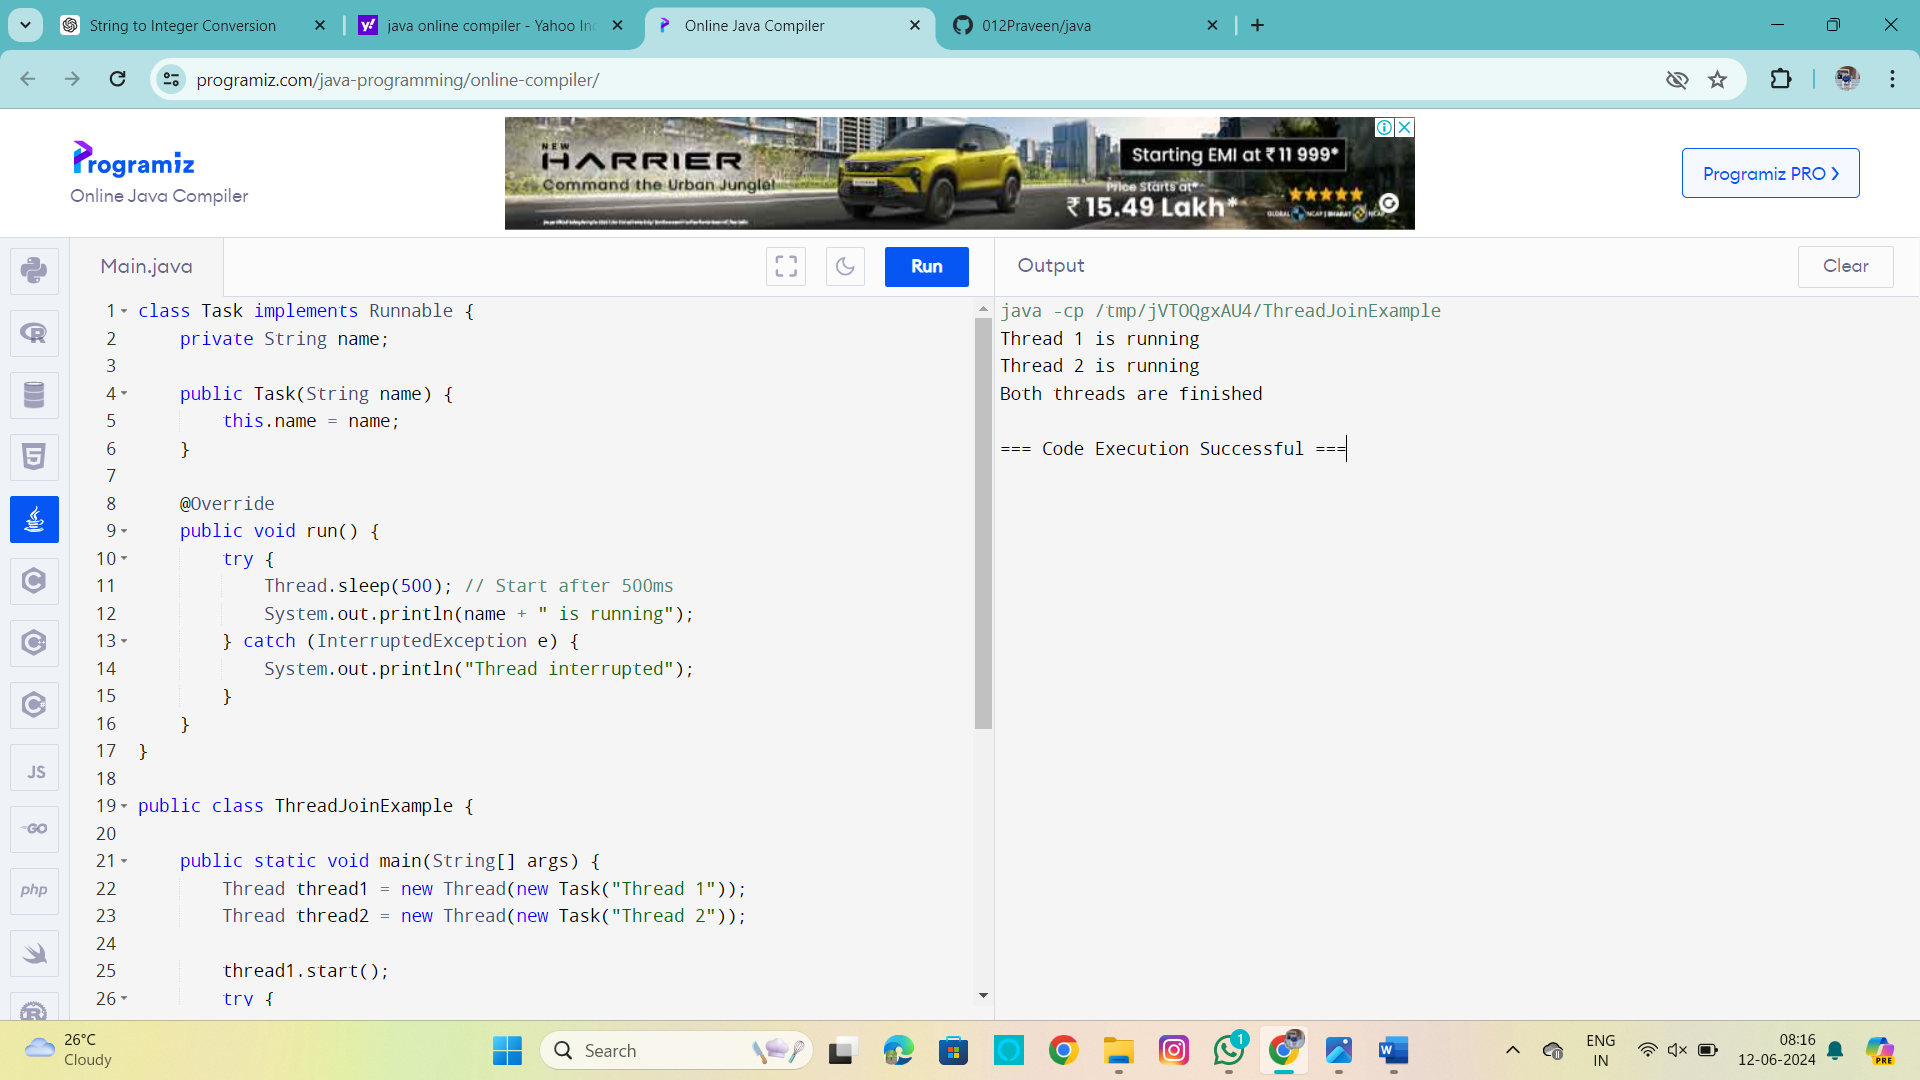 String to Integer Conversion
java online compiler - Yahoo In
Online Java Compiler
012Praveen/java
programiz.com/java-programming/online-compiler/
Programiz
Online Java Compiler
NEW
HARRIER
Command the Urban Jungle!
Starting EMI at ₹11 999*
Price Starts at*
₹15.49 Lakh*
Programiz PRO
Main.java
Run
Output
Clear
1 class Task implements Runnable {
2 private String name;
3
4 public Task(String name) {
5 this.name = name;
6 }
7
8 @Override
9 public void run() {
10 try {
11 Thread.sleep(500); // Start after 500ms
12 System.out.println(name + " is running");
13 } catch (InterruptedException e) {
14 System.out.println("Thread interrupted");
15 }
16 }
17 }
18
19 public class ThreadJoinExample {
20
21 public static void main(String[] args) {
22 Thread thread1 = new Thread(new Task("Thread 1"));
23 Thread thread2 = new Thread(new Task("Thread 2"));
24
25 thread1.start();
26 try {
java -cp /tmp/jVTOQgxAU4/ThreadJoinExample
Thread 1 is running
Thread 2 is running
Both threads are finished
=== Code Execution Successful ===
JS
GO
php
26°C
Cloudy
Search
1
ENG
IN
08:16
12-06-2024
PRE